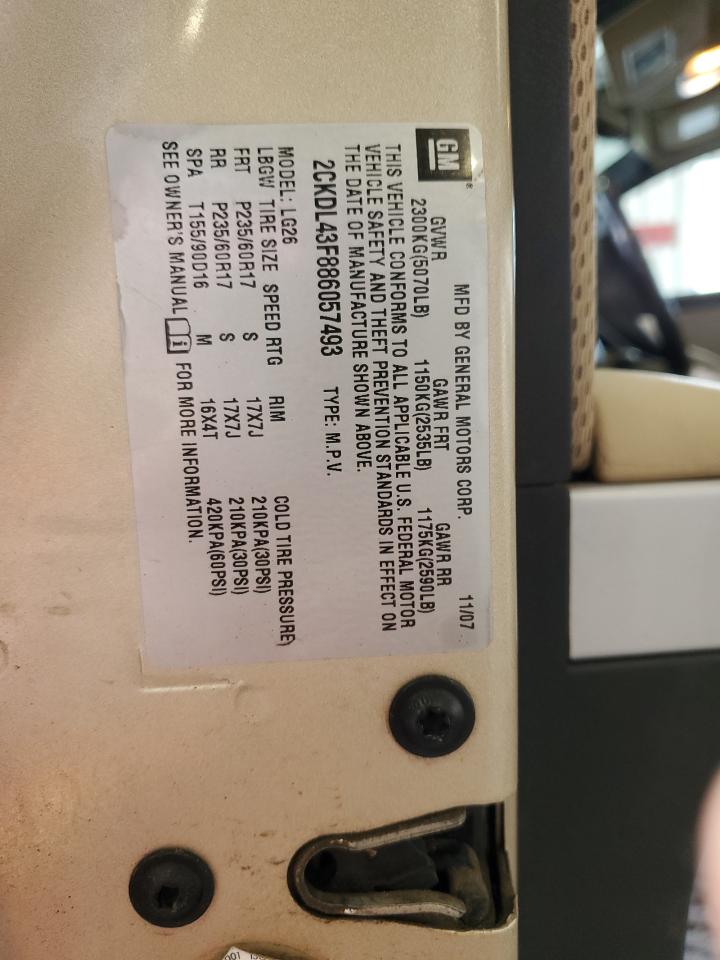 GM ®
MFD BY GENERAL MOTORS CORP. 11/07
GVWR GAWR FRT GAWR RR
2300KG(5070LB) 1150KG(2535LB) 1175KG(2590LB)
THIS VEHICLE CONFORMS TO ALL APPLICABLE U.S. FEDERAL MOTOR
VEHICLE SAFETY AND THEFT PREVENTION STANDARDS IN EFFECT ON
THE DATE OF MANUFACTURE SHOWN ABOVE.
2CKDL43F886057493 TYPE: M.P.V.
MODEL: LG26
LBGW TIRE SIZE SPEED RTG RIM COLD TIRE PRESSURE
FRT P235/60R17 S 17X7J 210KPA(30PSI)
RR P235/60R17 S 17X7J 210KPA(30PSI)
SPA T155/90D16 M 16X4T 420KPA(60PSI)
SEE OWNER'S MANUAL i FOR MORE INFORMATION.